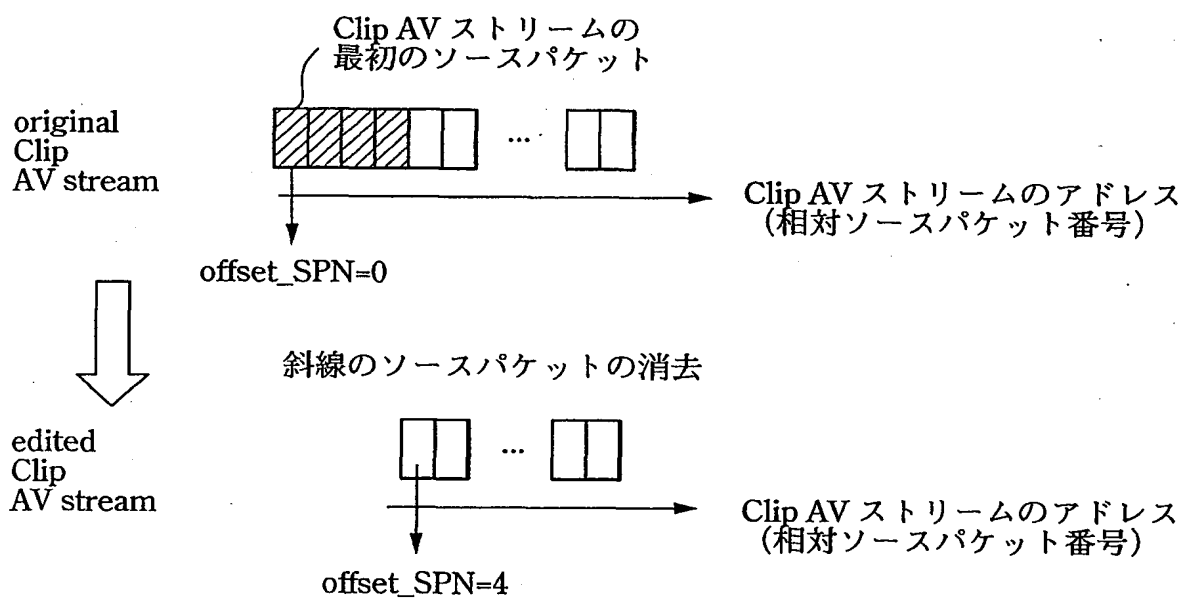 Clip AV ストリームの
最初のソースパケット
original
Clip
AV stream
...
Clip AV ストリームのアドレス
(相対ソースパケット番号)
offset_SPN=0
斜線のソースパケットの消去
edited
Clip
AV stream
...
Clip AV ストリームのアドレス
(相対ソースパケット番号)
offset_SPN=4